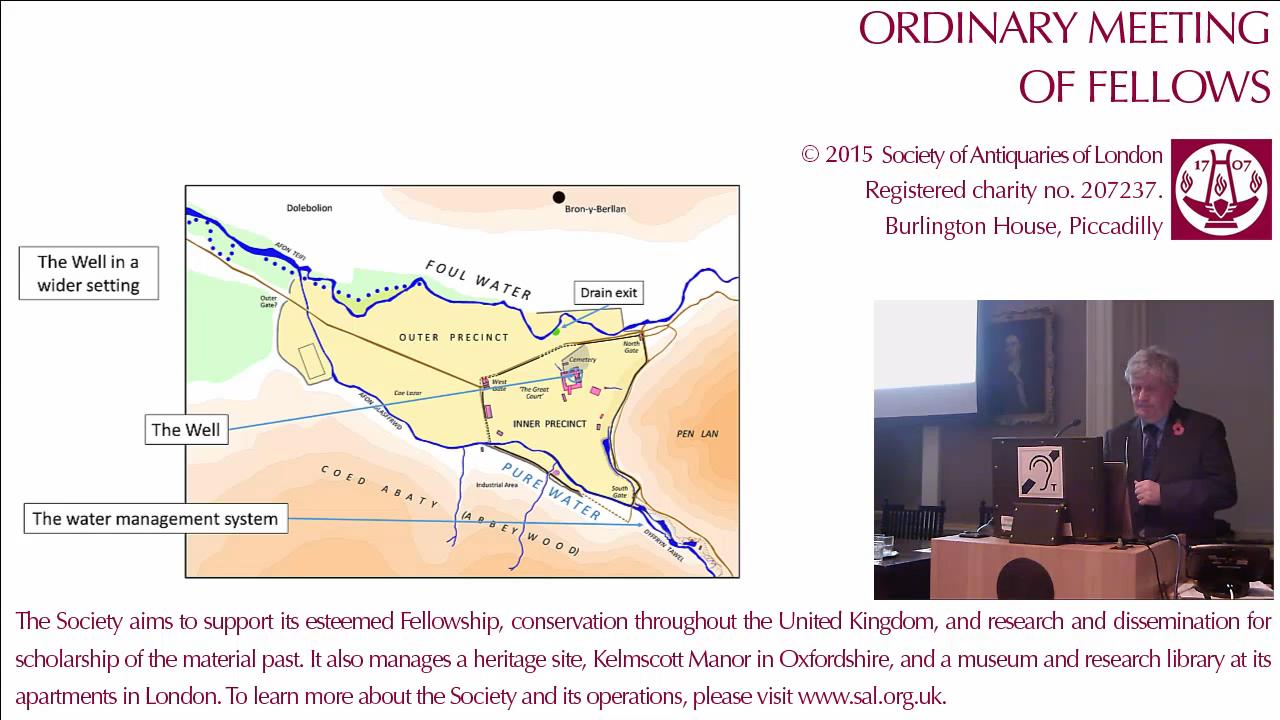 ORDINARY MEETING
OF FELLOWS
© 2015 Society of Antiquaries of London
Registered charity no. 207237.
Burlington House, Piccadilly
17 07
The Well in a
wider setting
Dolebolion
Bron-y-Berllan
AFON TEIFI
FOUL WATER
Drain exit
Outer
Gate?
OUTER PRECINCT
North
Gate
Cemetery
West
Gate
'The Great
Court'
Cae Lazar
AFON GLASFFRWD
The Well
INNER PRECINCT
PEN LAN
COED ABATY
(ABBEY WOOD)
PURE WATER
Industrial Area
South
Gate
The water management system
DYFFRYN TAWEL
T
The Society aims to support its esteemed Fellowship, conservation throughout the United Kingdom, and research and dissemination for
scholarship of the material past. It also manages a heritage site, Kelmscott Manor in Oxfordshire, and a museum and research library at its
apartments in London. To learn more about the Society and its operations, please visit www.sal.org.uk.